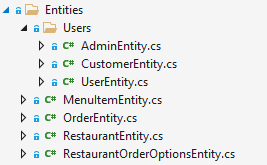 Entities
Users
C# AdminEntity.cs
C# CustomerEntity.cs
C# UserEntity.cs
C# MenuItemEntity.cs
C# OrderEntity.cs
C# RestaurantEntity.cs
C# RestaurantOrderOptionsEntity.cs